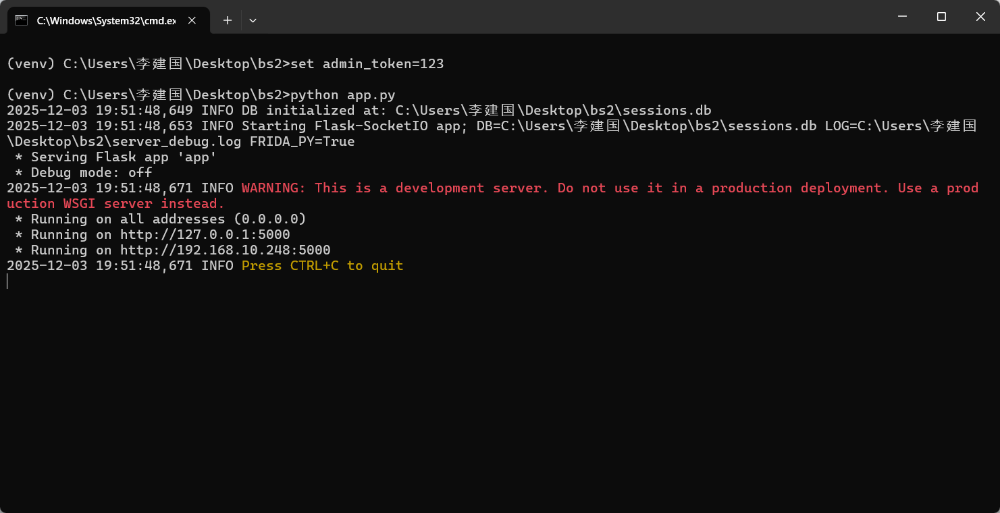 C:\Windows\System32\cmd.ex
(venv) C:\Users\李建国\Desktop\bs2>set admin_token=123
(venv) C:\Users\李建国\Desktop\bs2>python app.py
2025-12-03 19:51:48,649 INFO DB initialized at: C:\Users\李建国\Desktop\bs2\sessions.db
2025-12-03 19:51:48,653 INFO Starting Flask-SocketIO app; DB=C:\Users\李建国\Desktop\bs2\sessions.db LOG=C:\Users\李建国
\Desktop\bs2\server_debug.log FRIDA_PY=True
 * Serving Flask app 'app'
 * Debug mode: off
2025-12-03 19:51:48,671 INFO WARNING: This is a development server. Do not use it in a production deployment. Use a prod
uction WSGI server instead.
 * Running on all addresses (0.0.0.0)
 * Running on http://127.0.0.1:5000
 * Running on http://192.168.10.248:5000
2025-12-03 19:51:48,671 INFO Press CTRL+C to quit